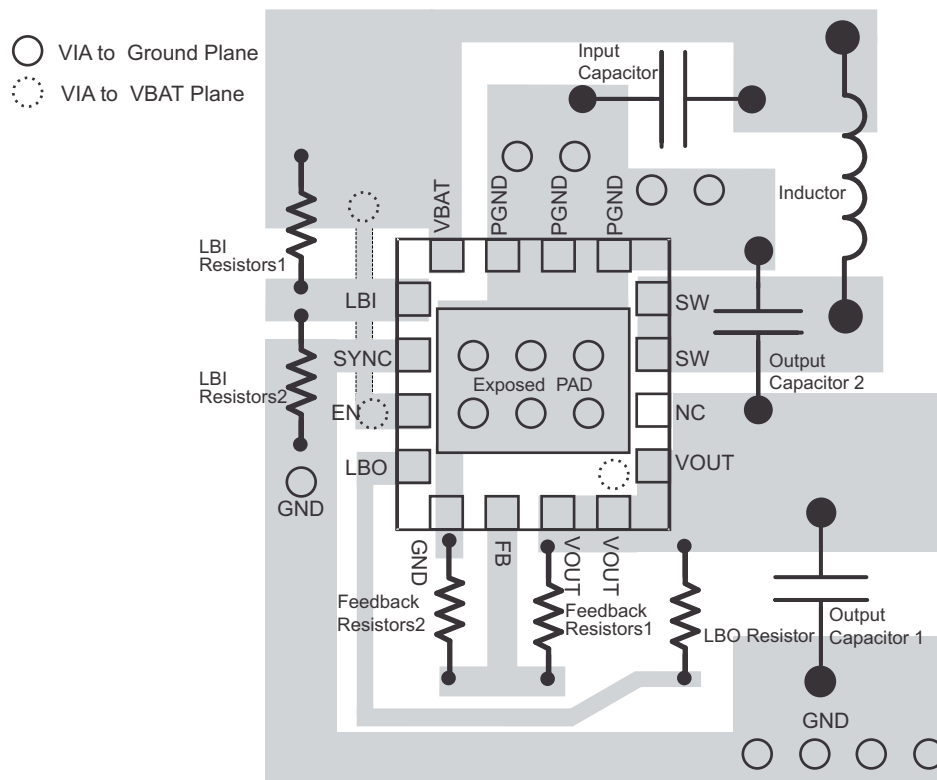 VIA to Ground Plane
VIA to VBAT Plane
Input
Capacitor
Inductor
VBAT
PGND
PGND
PGND
LBI
Resistors1
LBI
SW
SYNC
SW
LBI
Resistors2
Exposed PAD
Output
Capacitor 2
EN
NC
LBO
VOUT
GND
GND
FB
VOUT
VOUT
Feedback
Resistors2
Feedback
Resistors1
LBO Resistor
Output
Capacitor 1
GND